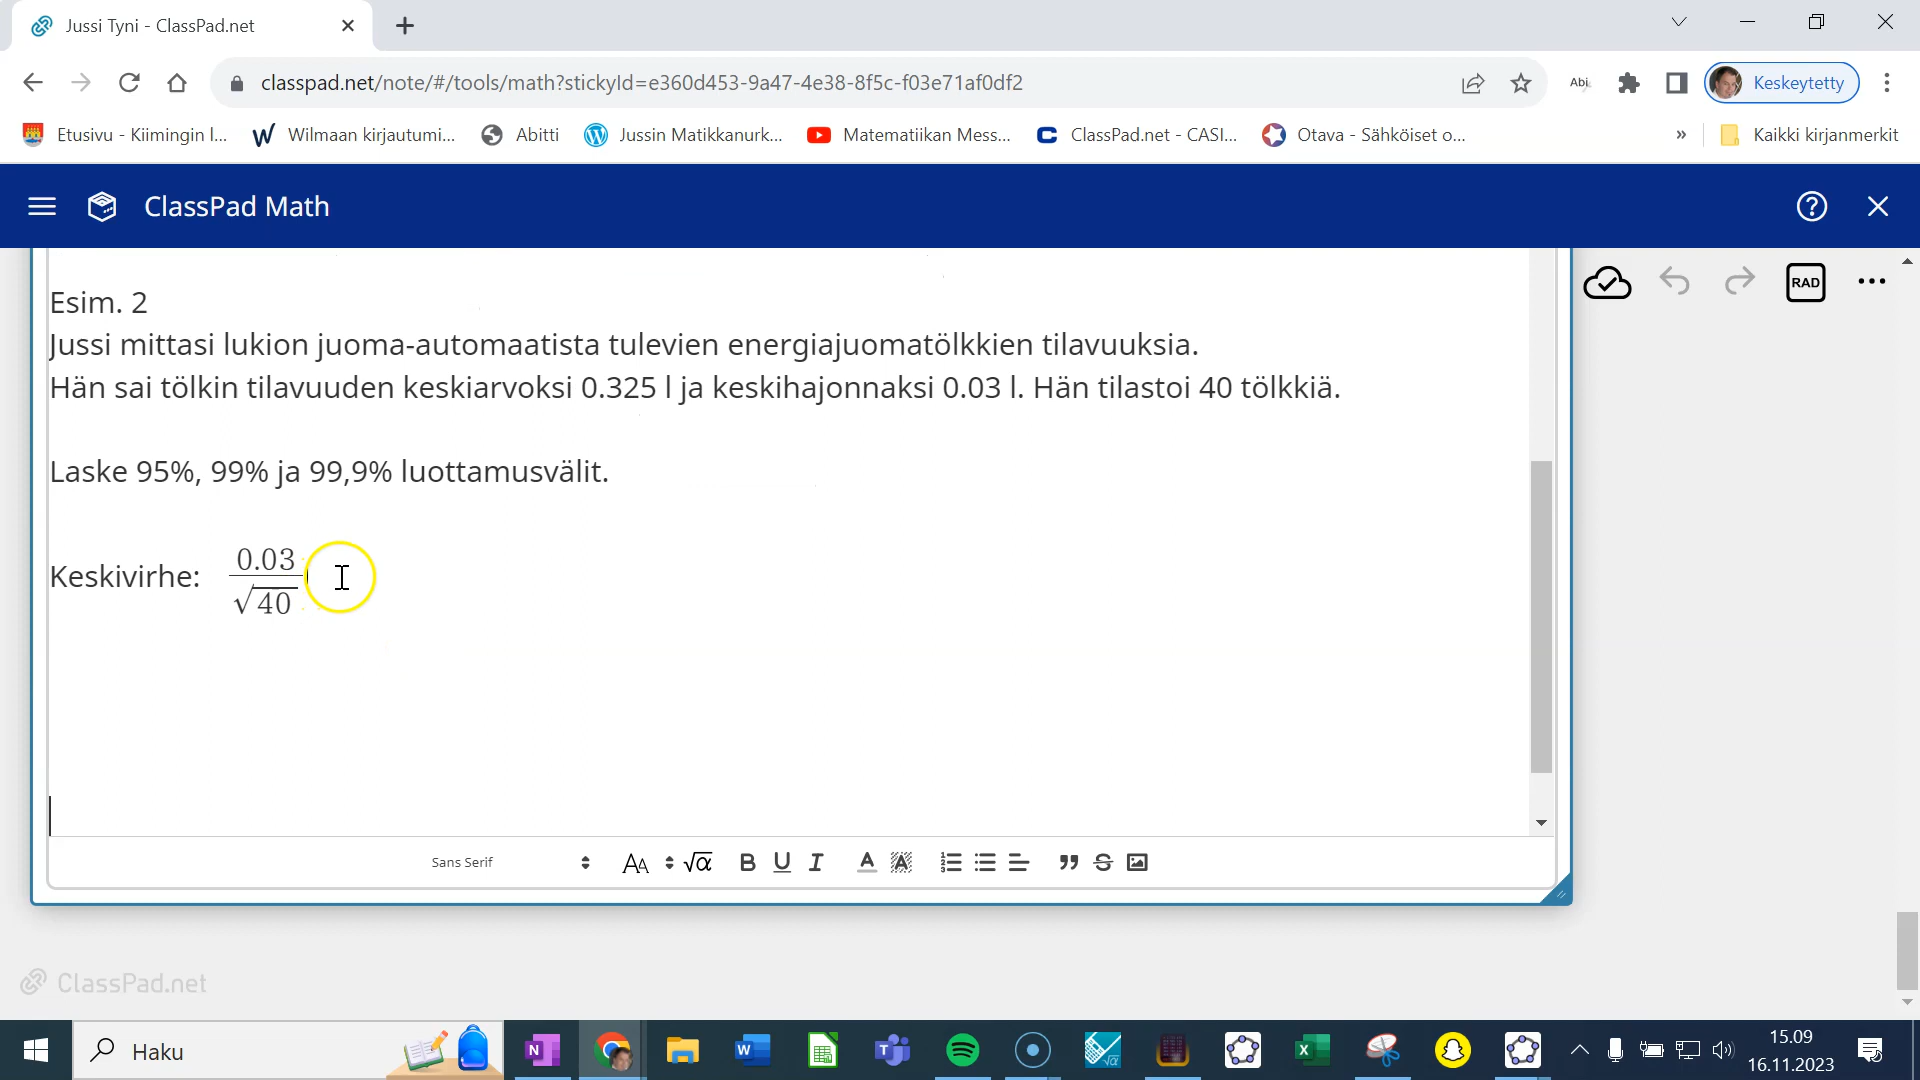 Jussi Tyni - ClassPad.net
classpad.net/note/#/tools/math?stickyId=e360d453-9a47-4e38-8f5c-f03e71af0df2
Abi
Keskeytetty
Etusivu - Kiimingin l...
Wilmaan kirjautumi...
Abitti
Jussin Matikkanurk...
Matematiikan Mess...
ClassPad.net - CASI...
Otava - Sähköiset o...
»
Kaikki kirjanmerkit
ClassPad Math
RAD
Esim. 2
Jussi mittasi lukion juoma-automaatista tulevien energiajuomatölkkien tilavuuksia.
Hän sai tölkin tilavuuden keskiarvoksi 0.325 l ja keskihajonnaksi 0.03 l. Hän tilastoi 40 tölkkiä.
Laske 95%, 99% ja 99,9% luottamusvälit.
Keskivirhe: 0.03
√40
Sans Serif
AA √α B U I A A
ClassPad.net
Haku
15.09
16.11.2023